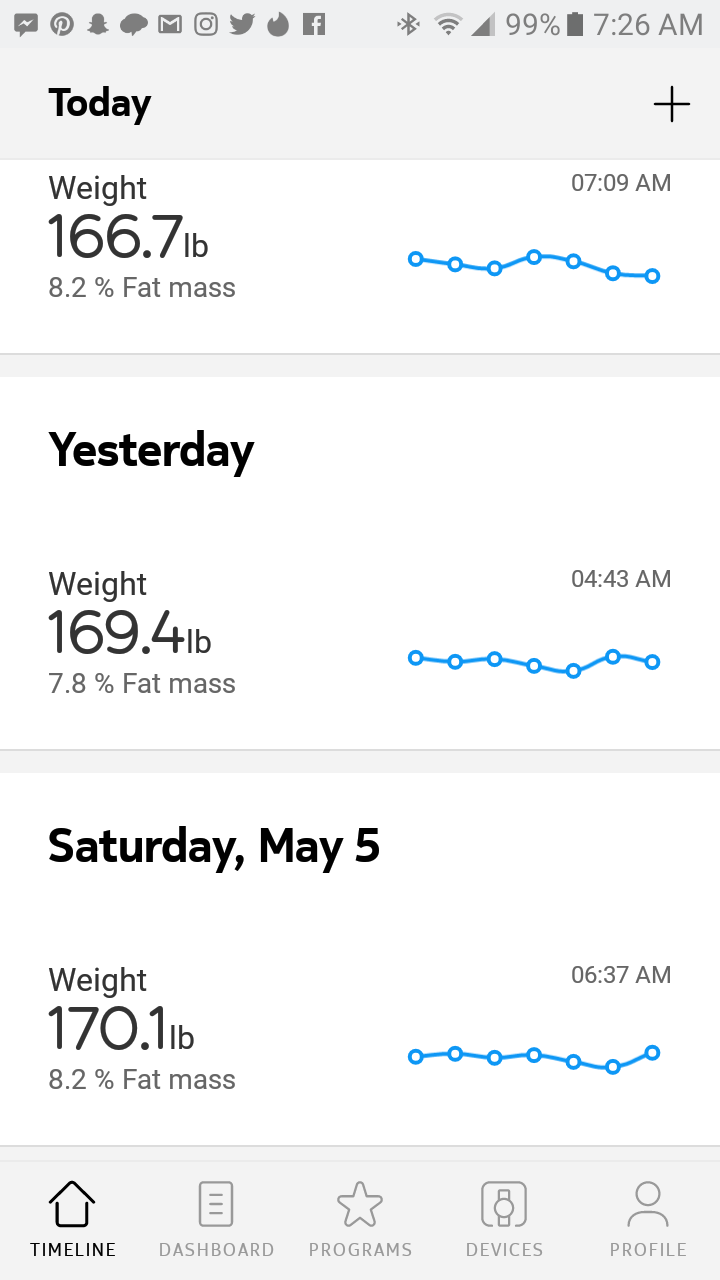 99% 7:26 AM
Today
Weight 07:09 AM
166.7lb
8.2 % Fat mass
Yesterday
Weight 04:43 AM
169.4lb
7.8 % Fat mass
Saturday, May 5
Weight 06:37 AM
170.1lb
8.2 % Fat mass
TIMELINE DASHBOARD PROGRAMS DEVICES PROFILE